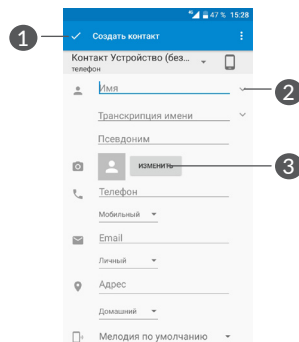 47 % 15:28
1
Создать контакт
Контакт Устройство (без...
телефон
Имя
2
Транскрипция имени
Псевдоним
ИЗМЕНИТЬ
3
Телефон
Мобильный
Email
Личный
Адрес
Домашний
Мелодия по умолчанию